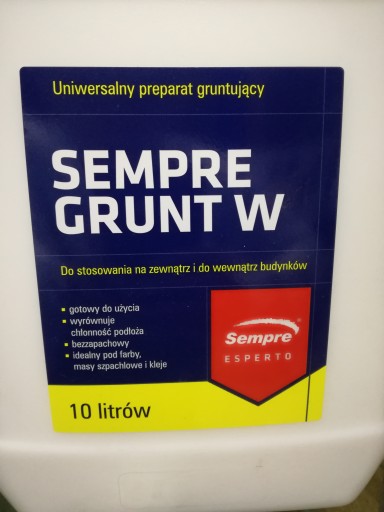 Uniwersalny preparat gruntujący
SEMPRE
GRUNT W
Do stosowania na zewnątrz i do wewnątrz budynków
▪ gotowy do użycia
▪ wyrównuje
chłonność podłoża
▪ bezzapachowy
▪ idealny pod farby,
masy szpachlowe i kleje
Sempre
ESPERTO
10 litrów